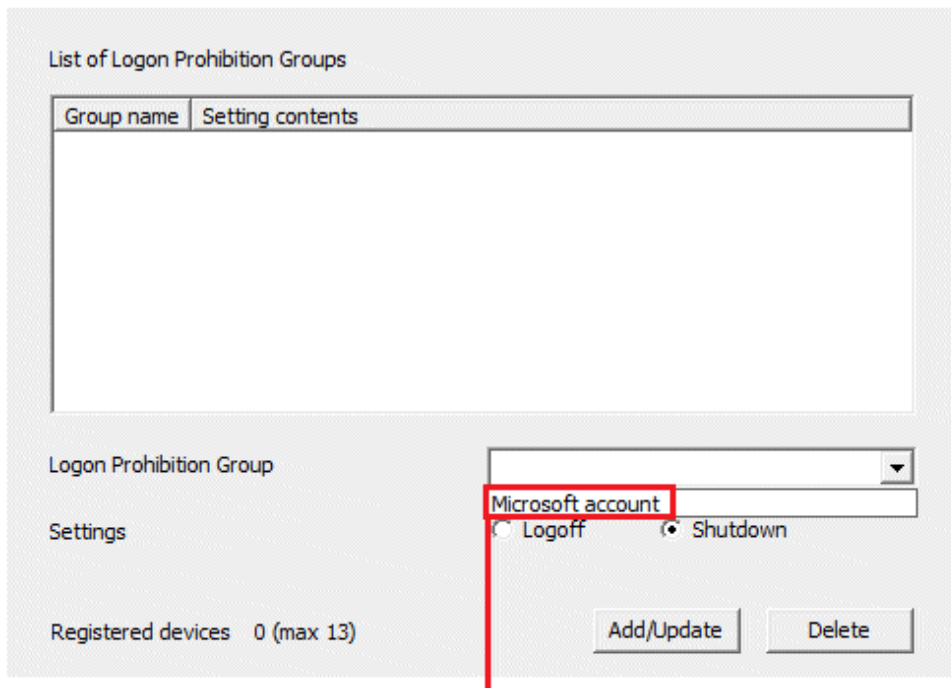 List of Logon Prohibition Groups
Group name Setting contents
Logon Prohibition Group
Microsoft account
Settings Logoff Shutdown
Registered devices 0 (max 13) Add/Update Delete